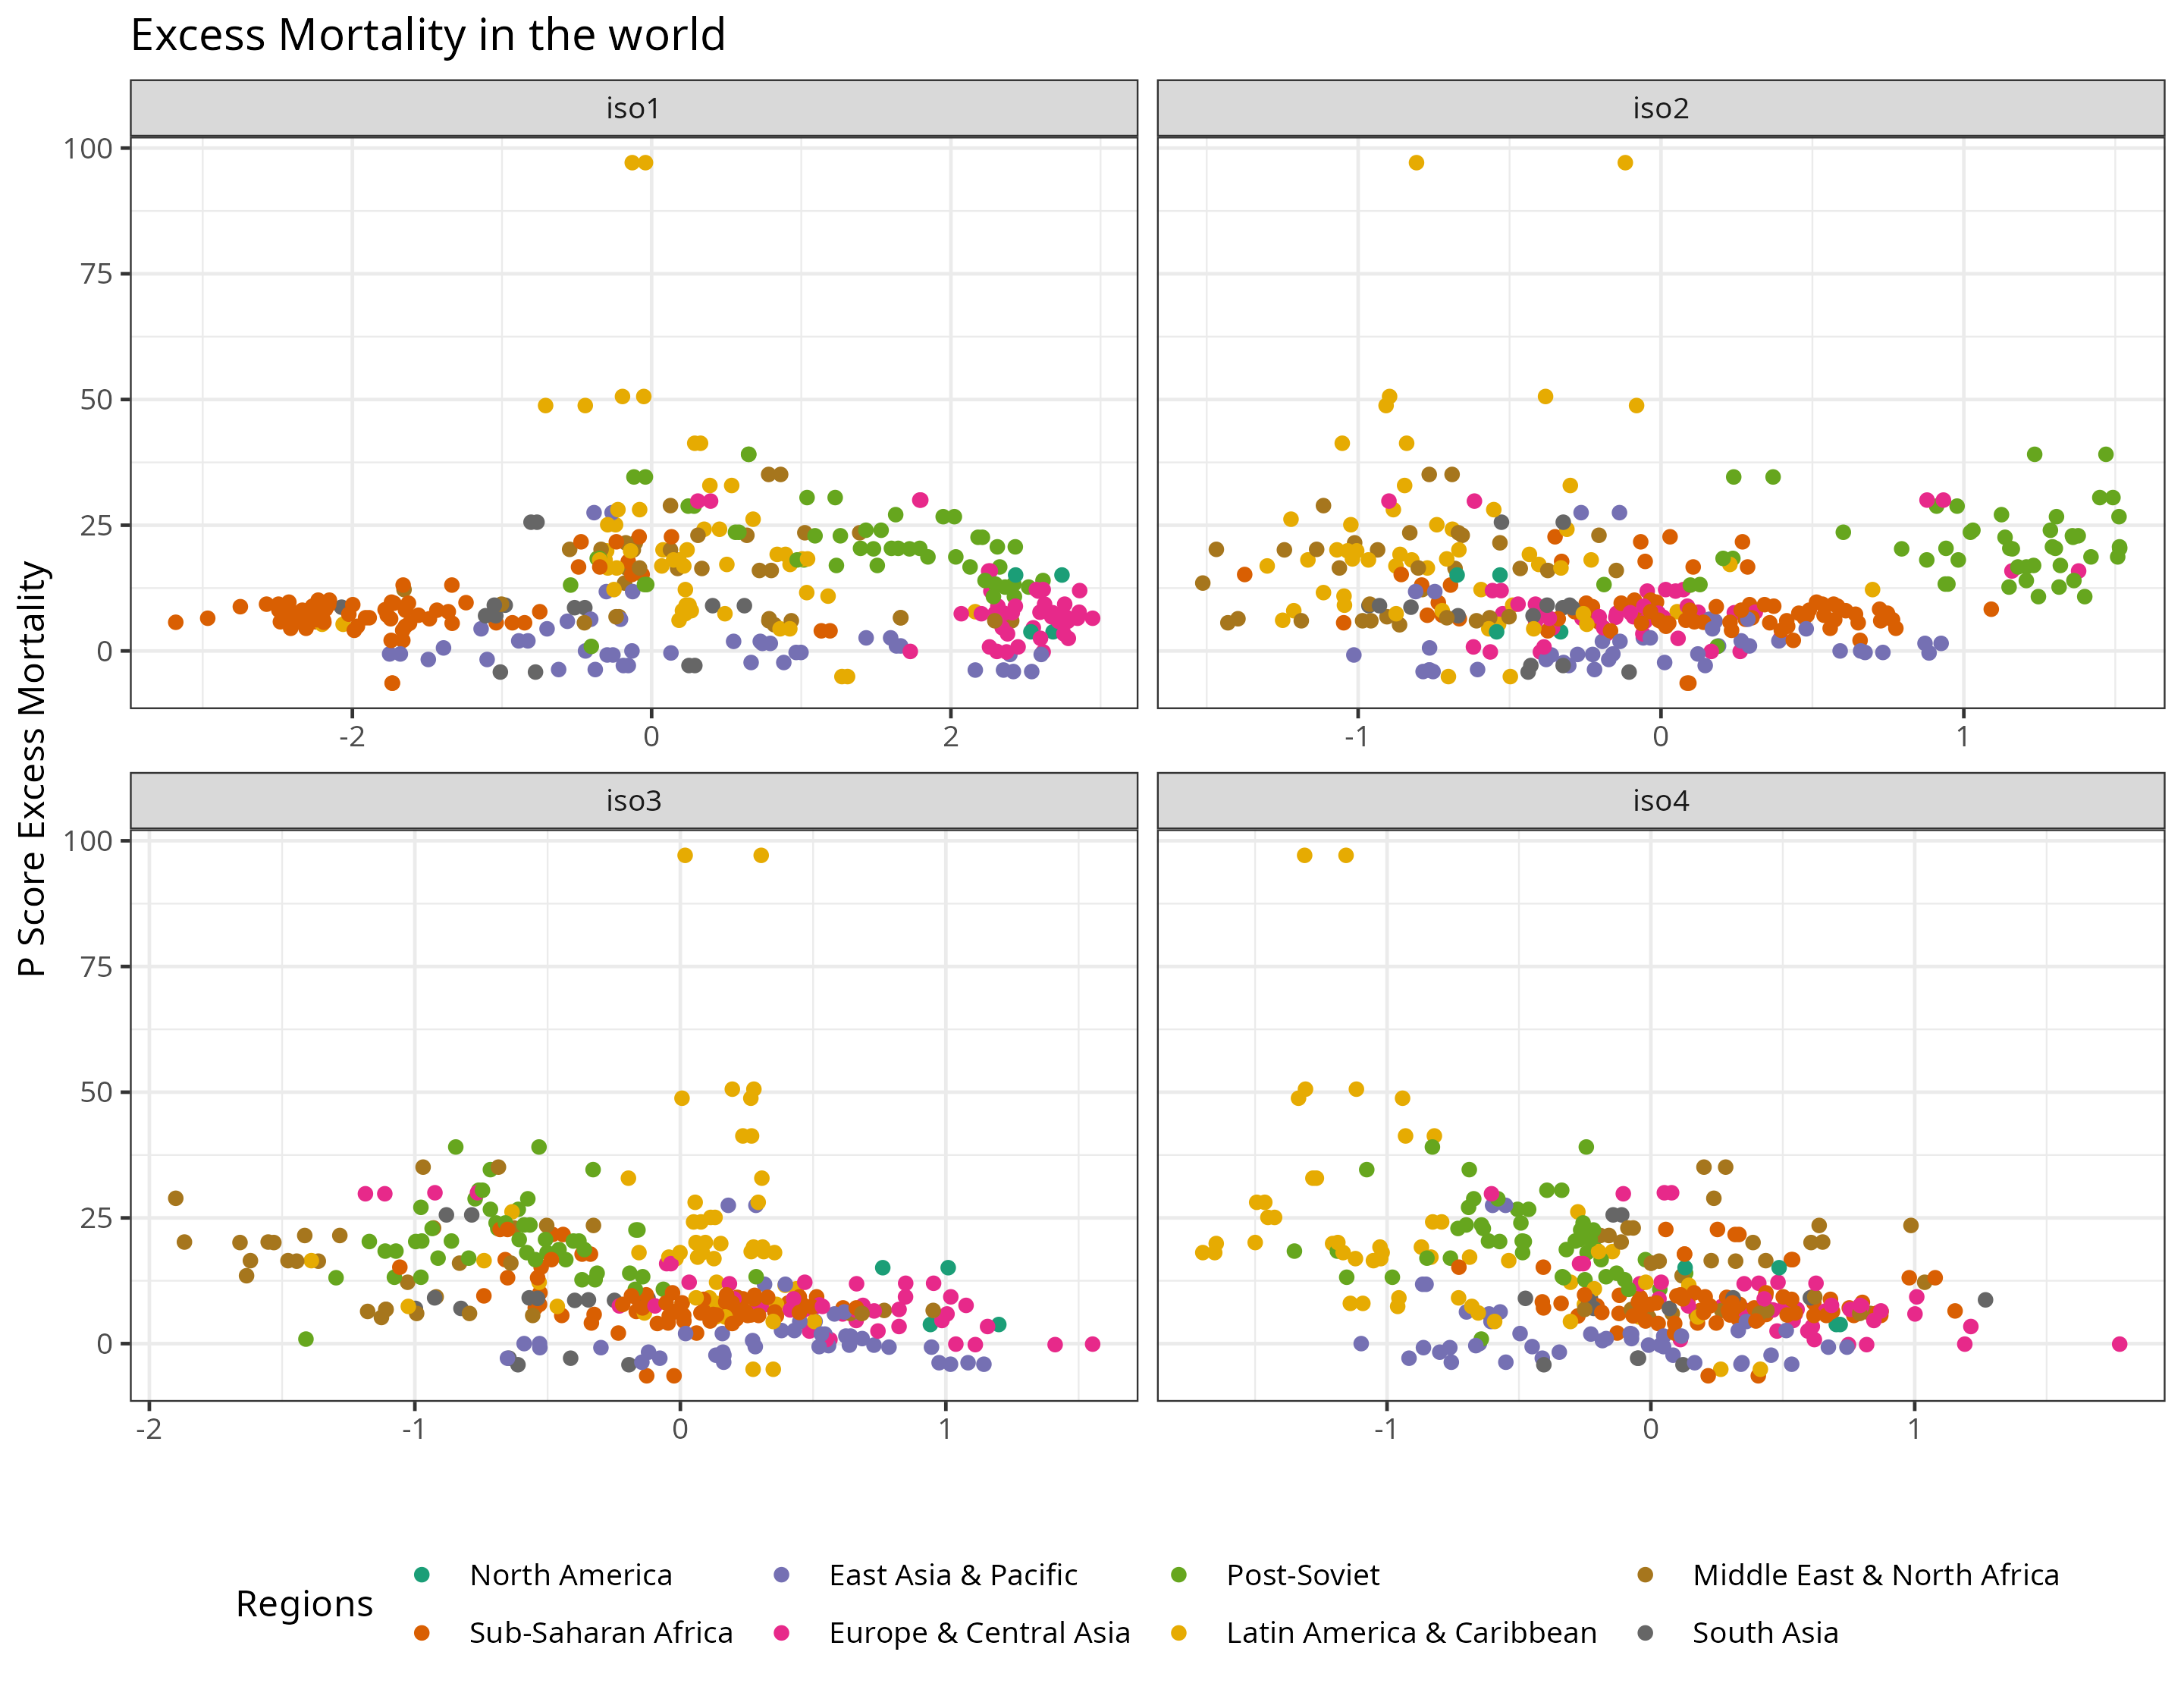 Excess Mortality in the world
iso1
iso2
100
75
50
25
0
-2
0
2
-1
0
1
P Score Excess Mortality
iso3
iso4
100
75
50
25
0
-2
-1
0
1
-1
0
1
Regions
North America
East Asia & Pacific
Post-Soviet
Middle East & North Africa
Sub-Saharan Africa
Europe & Central Asia
Latin America & Caribbean
South Asia